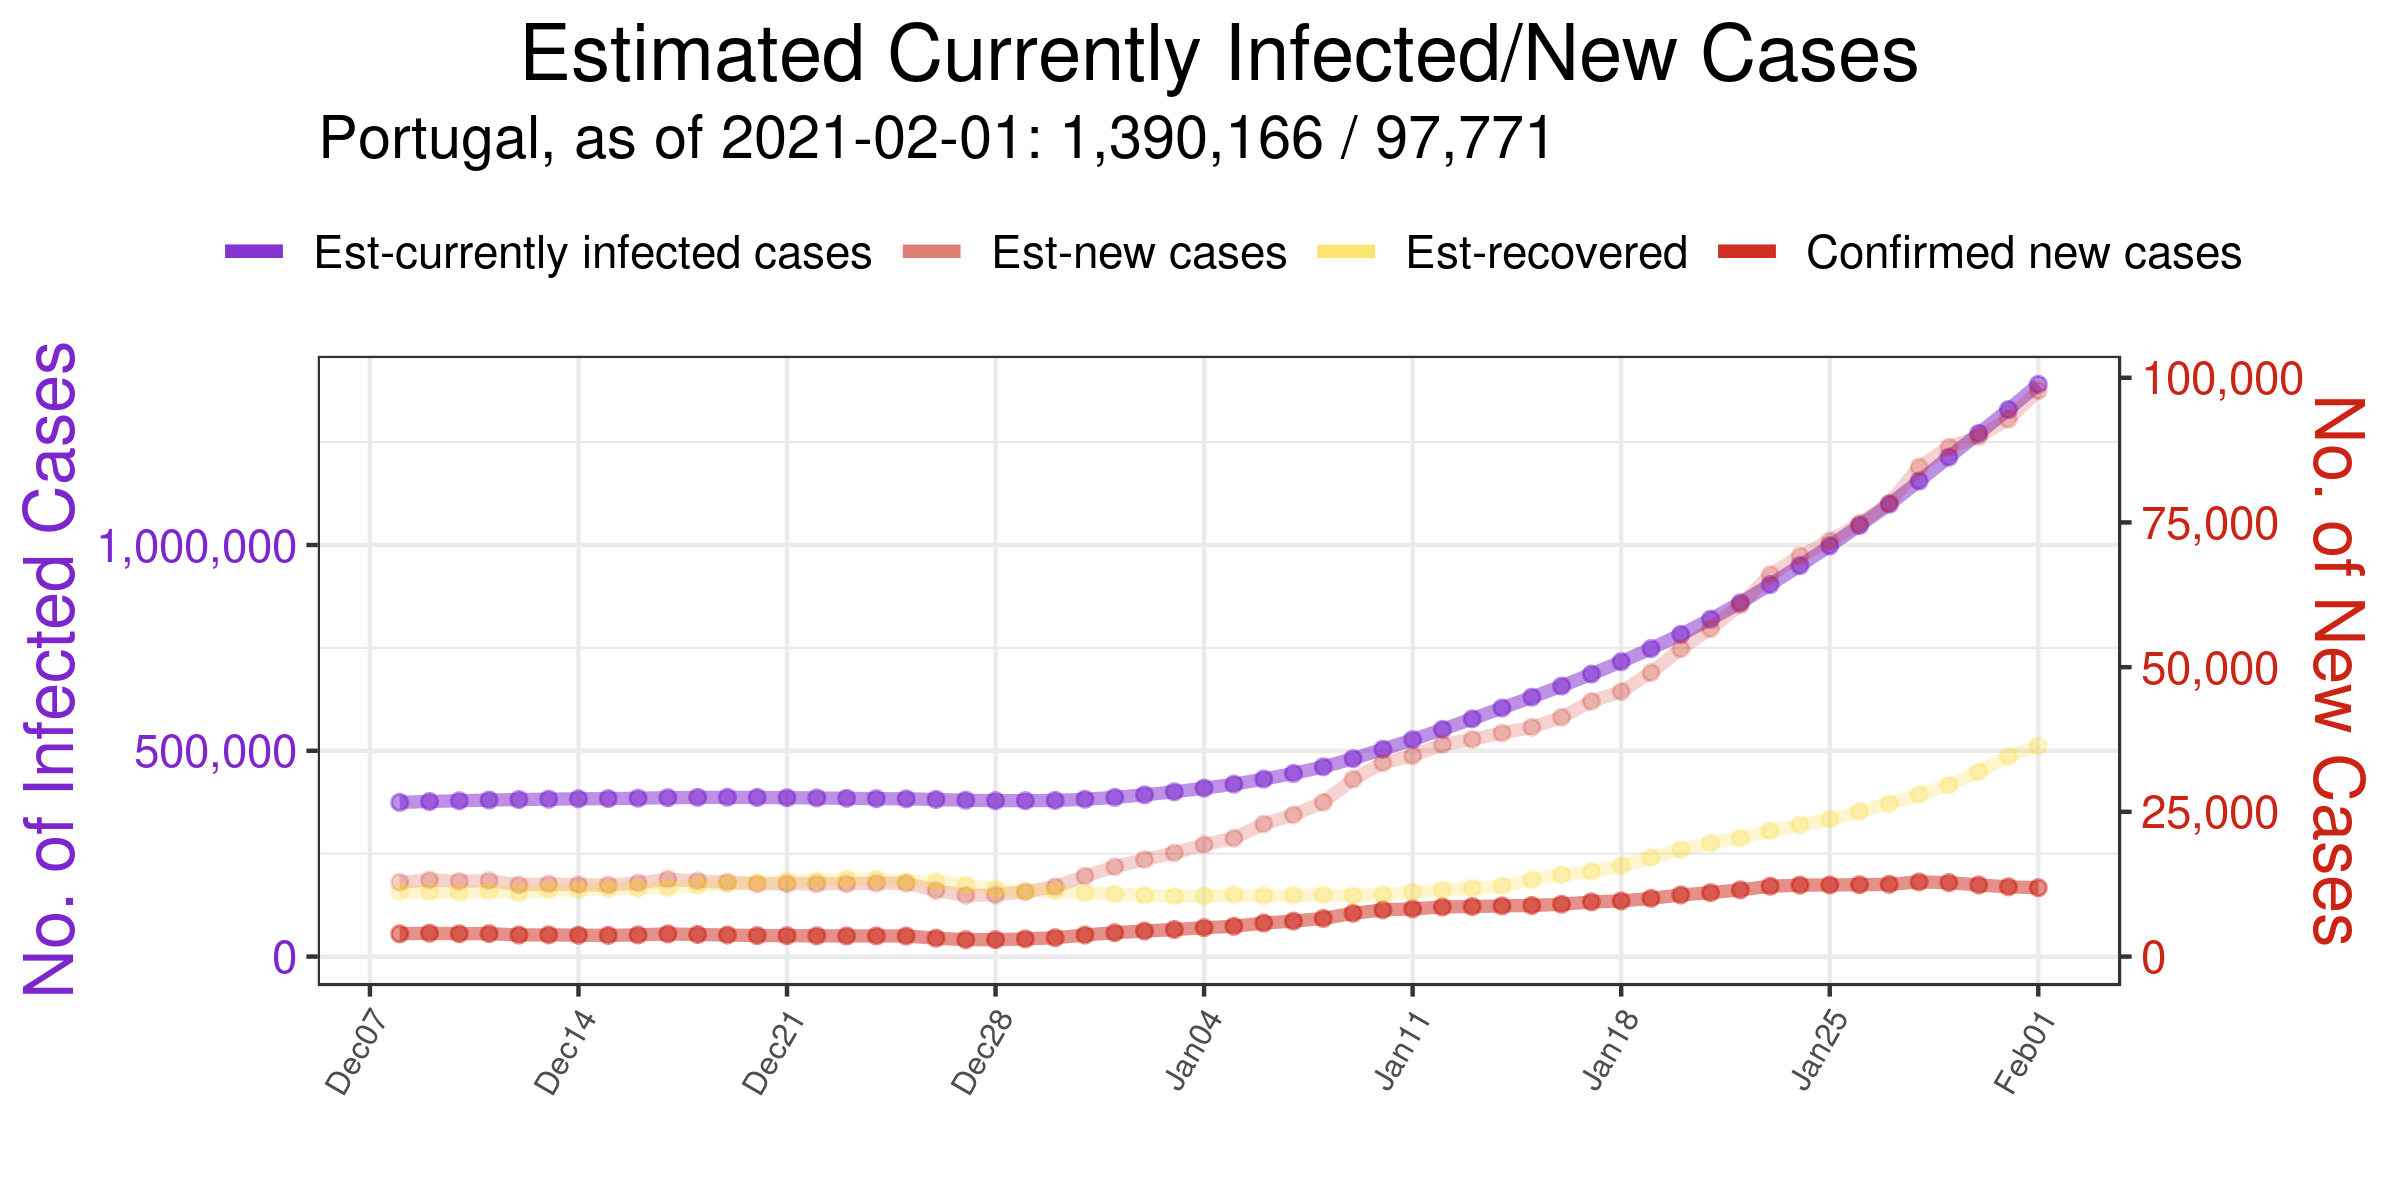 Estimated Currently Infected/New Cases
Portugal, as of 2021-02-01: 1,390,166 / 97,771
Est-currently infected cases Est-new cases Est-recovered Confirmed new cases
No. of Infected Cases
1,000,000
500,000
0
100,000
75,000
50,000
25,000
0
No. of New Cases
Dec07 Dec14 Dec21 Dec28 Jan04 Jan11 Jan18 Jan25 Feb01